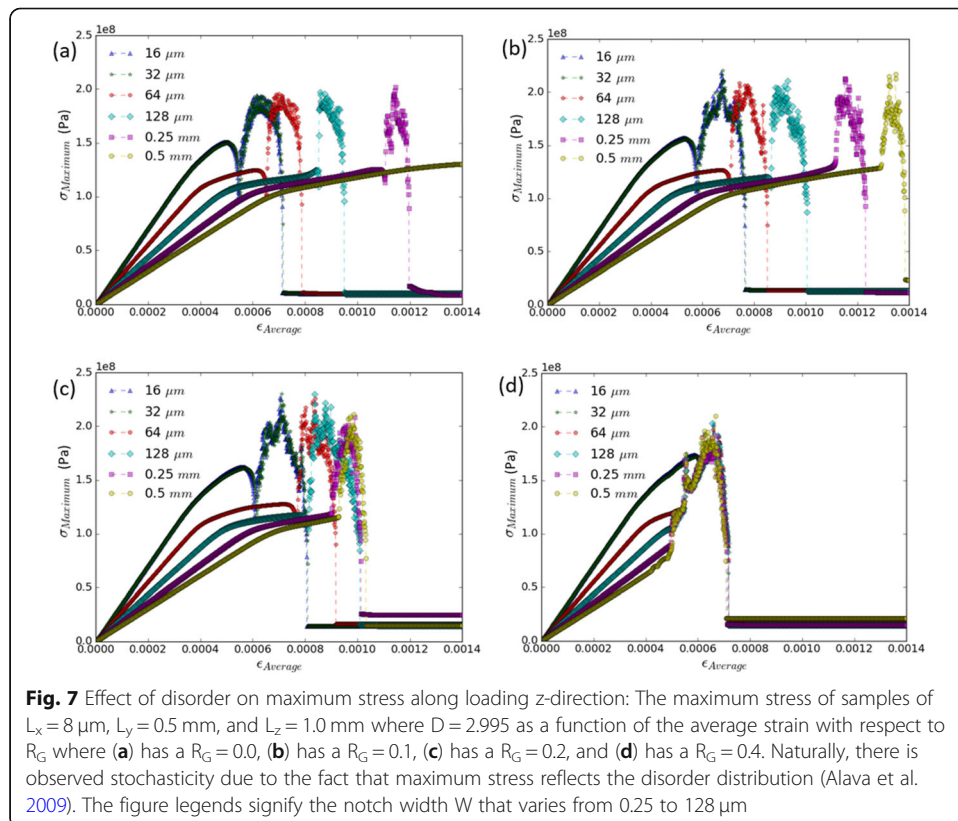 (a)
1e8
2.5
2.0
1.5
1.0
0.5
0.0
σMaximum (Pa)
16 μm
32 μm
64 μm
128 μm
0.25 mm
0.5 mm
0.0000 0.0002 0.0004 0.0006 0.0008 0.0010 0.0012 0.0014
ϵAverage
(b)
1e8
2.5
2.0
1.5
1.0
0.5
0.0
σMaximum (Pa)
16 μm
32 μm
64 μm
128 μm
0.25 mm
0.5 mm
0.0000 0.0002 0.0004 0.0006 0.0008 0.0010 0.0012 0.0014
ϵAverage
(c)
1e8
2.5
2.0
1.5
1.0
0.5
0.0
σMaximum (Pa)
16 μm
32 μm
64 μm
128 μm
0.25 mm
0.5 mm
0.0000 0.0002 0.0004 0.0006 0.0008 0.0010 0.0012 0.0014
ϵAverage
(d)
1e8
2.5
2.0
1.5
1.0
0.5
0.0
σMaximum (Pa)
16 μm
32 μm
64 μm
128 μm
0.25 mm
0.5 mm
0.0000 0.0002 0.0004 0.0006 0.0008 0.0010 0.0012 0.0014
ϵAverage
Fig. 7 Effect of disorder on maximum stress along loading z-direction: The maximum stress of samples of
Lx = 8 μm, Ly = 0.5 mm, and Lz = 1.0 mm where D = 2.995 as a function of the average strain with respect to
RG where (a) has a RG = 0.0, (b) has a RG = 0.1, (c) has a RG = 0.2, and (d) has a RG = 0.4. Naturally, there is
observed stochasticity due to the fact that maximum stress reflects the disorder distribution (Alava et al.
2009). The figure legends signify the notch width W that varies from 0.25 to 128 μm